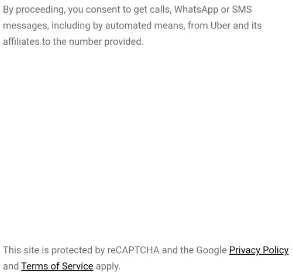 By proceeding, you consent to get calls, WhatsApp or SMS
messages, including by automated means, from Uber and its
affiliates to the number provided.
This site is protected by reCAPTCHA and the Google Privacy Policy
and Terms of Service apply.